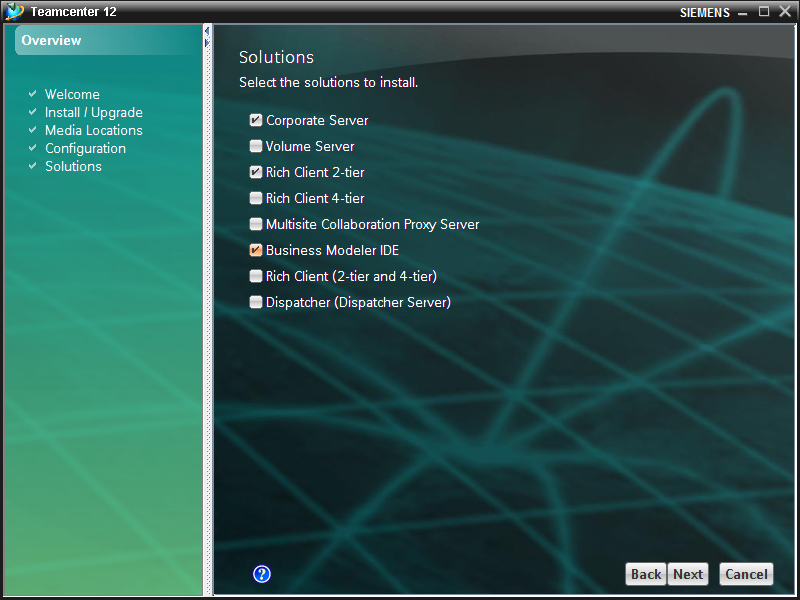 Teamcenter 12
SIEMENS
Overview
Welcome
Install / Upgrade
Media Locations
Configuration
Solutions
Solutions
Select the solutions to install.
Corporate Server
Volume Server
Rich Client 2-tier
Rich Client 4-tier
Multisite Collaboration Proxy Server
Business Modeler IDE
Rich Client (2-tier and 4-tier)
Dispatcher (Dispatcher Server)
?
Back Next Cancel